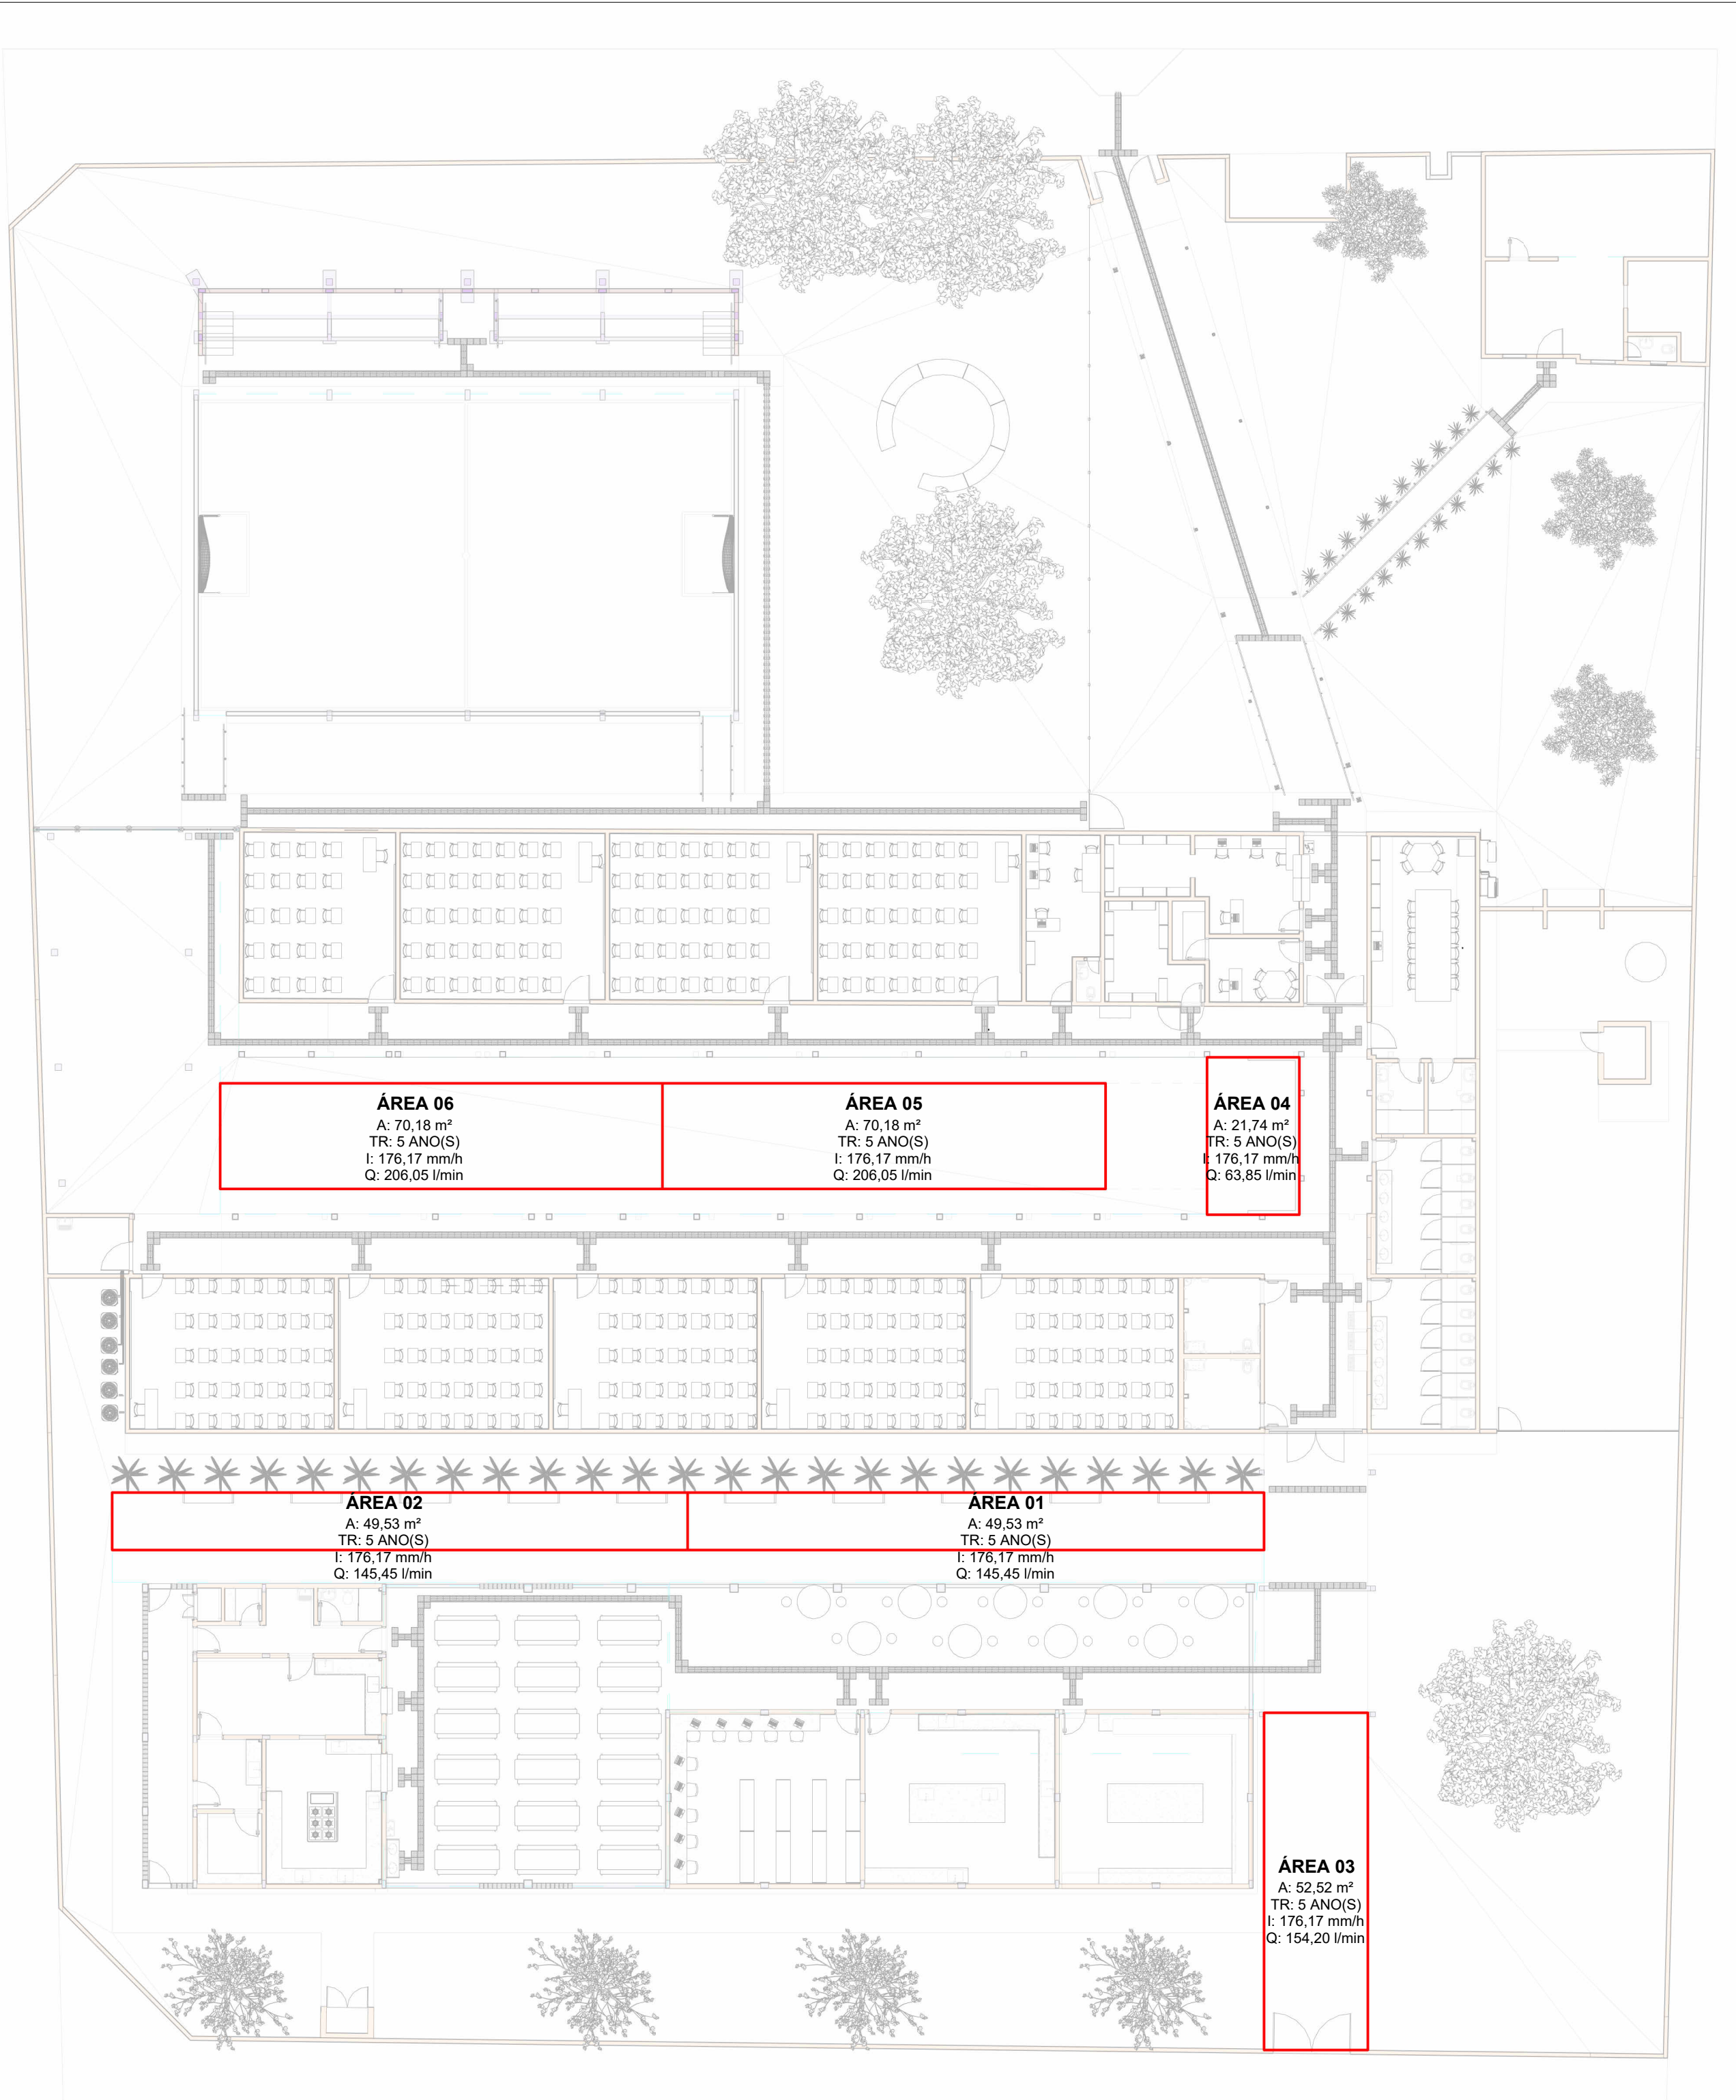 ÁREA 06
A: 70,18 m²
TR: 5 ANO(S)
I: 176,17 mm/h
Q: 206,05 l/min
ÁREA 05
A: 70,18 m²
TR: 5 ANO(S)
I: 176,17 mm/h
Q: 206,05 l/min
ÁREA 04
A: 21,74 m²
TR: 5 ANO(S)
I: 176,17 mm/h
Q: 63,85 l/min
ÁREA 02
A: 49,53 m²
TR: 5 ANO(S)
I: 176,17 mm/h
Q: 145,45 l/min
ÁREA 01
A: 49,53 m²
TR: 5 ANO(S)
I: 176,17 mm/h
Q: 145,45 l/min
ÁREA 03
A: 52,52 m²
TR: 5 ANO(S)
I: 176,17 mm/h
Q: 154,20 l/min